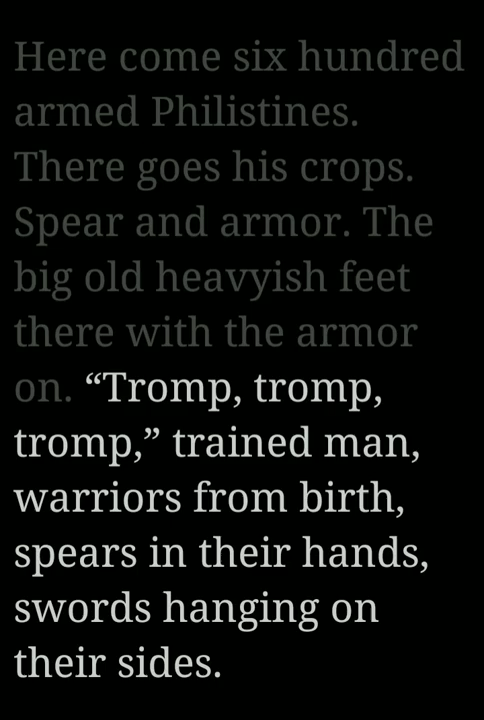 Here come six hundred
armed Philistines.
There goes his crops.
Spear and armor. The
big old heavyish feet
there with the armor
on. “Tromp, tromp,
tromp,” trained man,
warriors from birth,
spears in their hands,
swords hanging on
their sides.